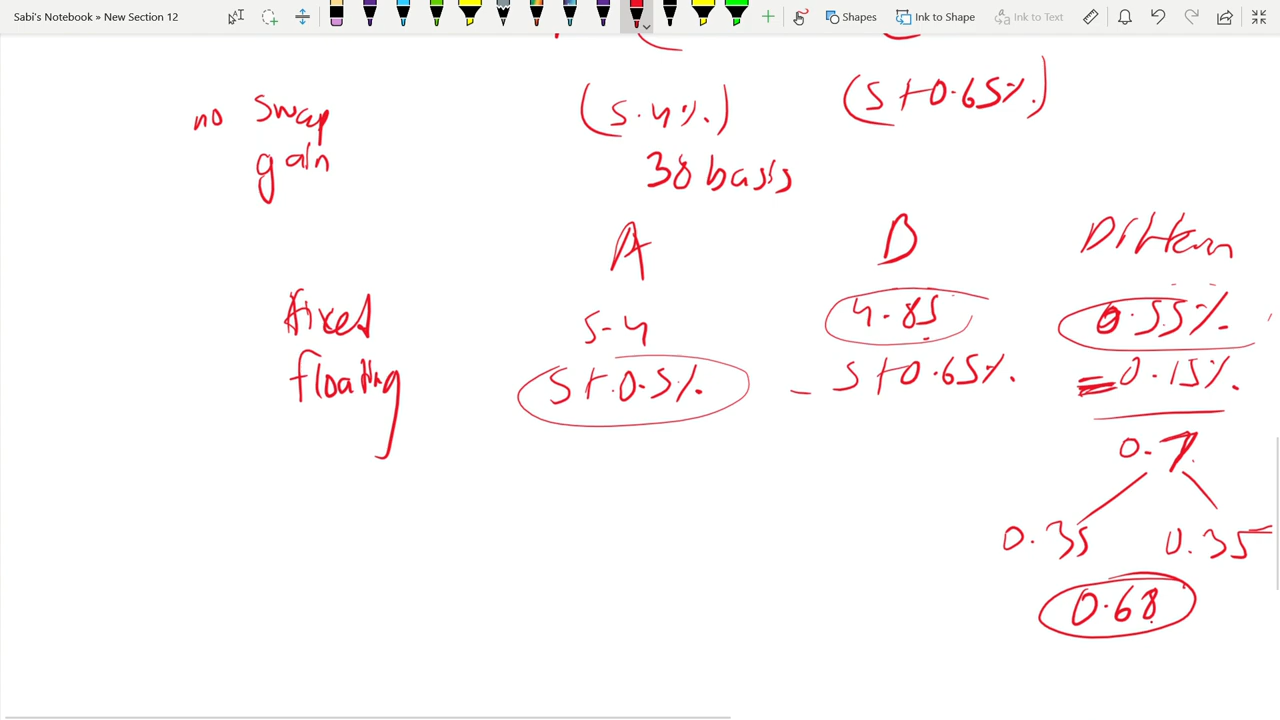 Sabi's Notebook » New Section 12
Shapes Ink to Shape Ink to Text
(5.4%.) (S+0.65%.)
no swap
gain
38 basis
A B
fixed 5.4 4.85 0.55%.
floating S+0.5%. - S+0.65%. = 0.15%.
0.7
0.35 0.35
0.68